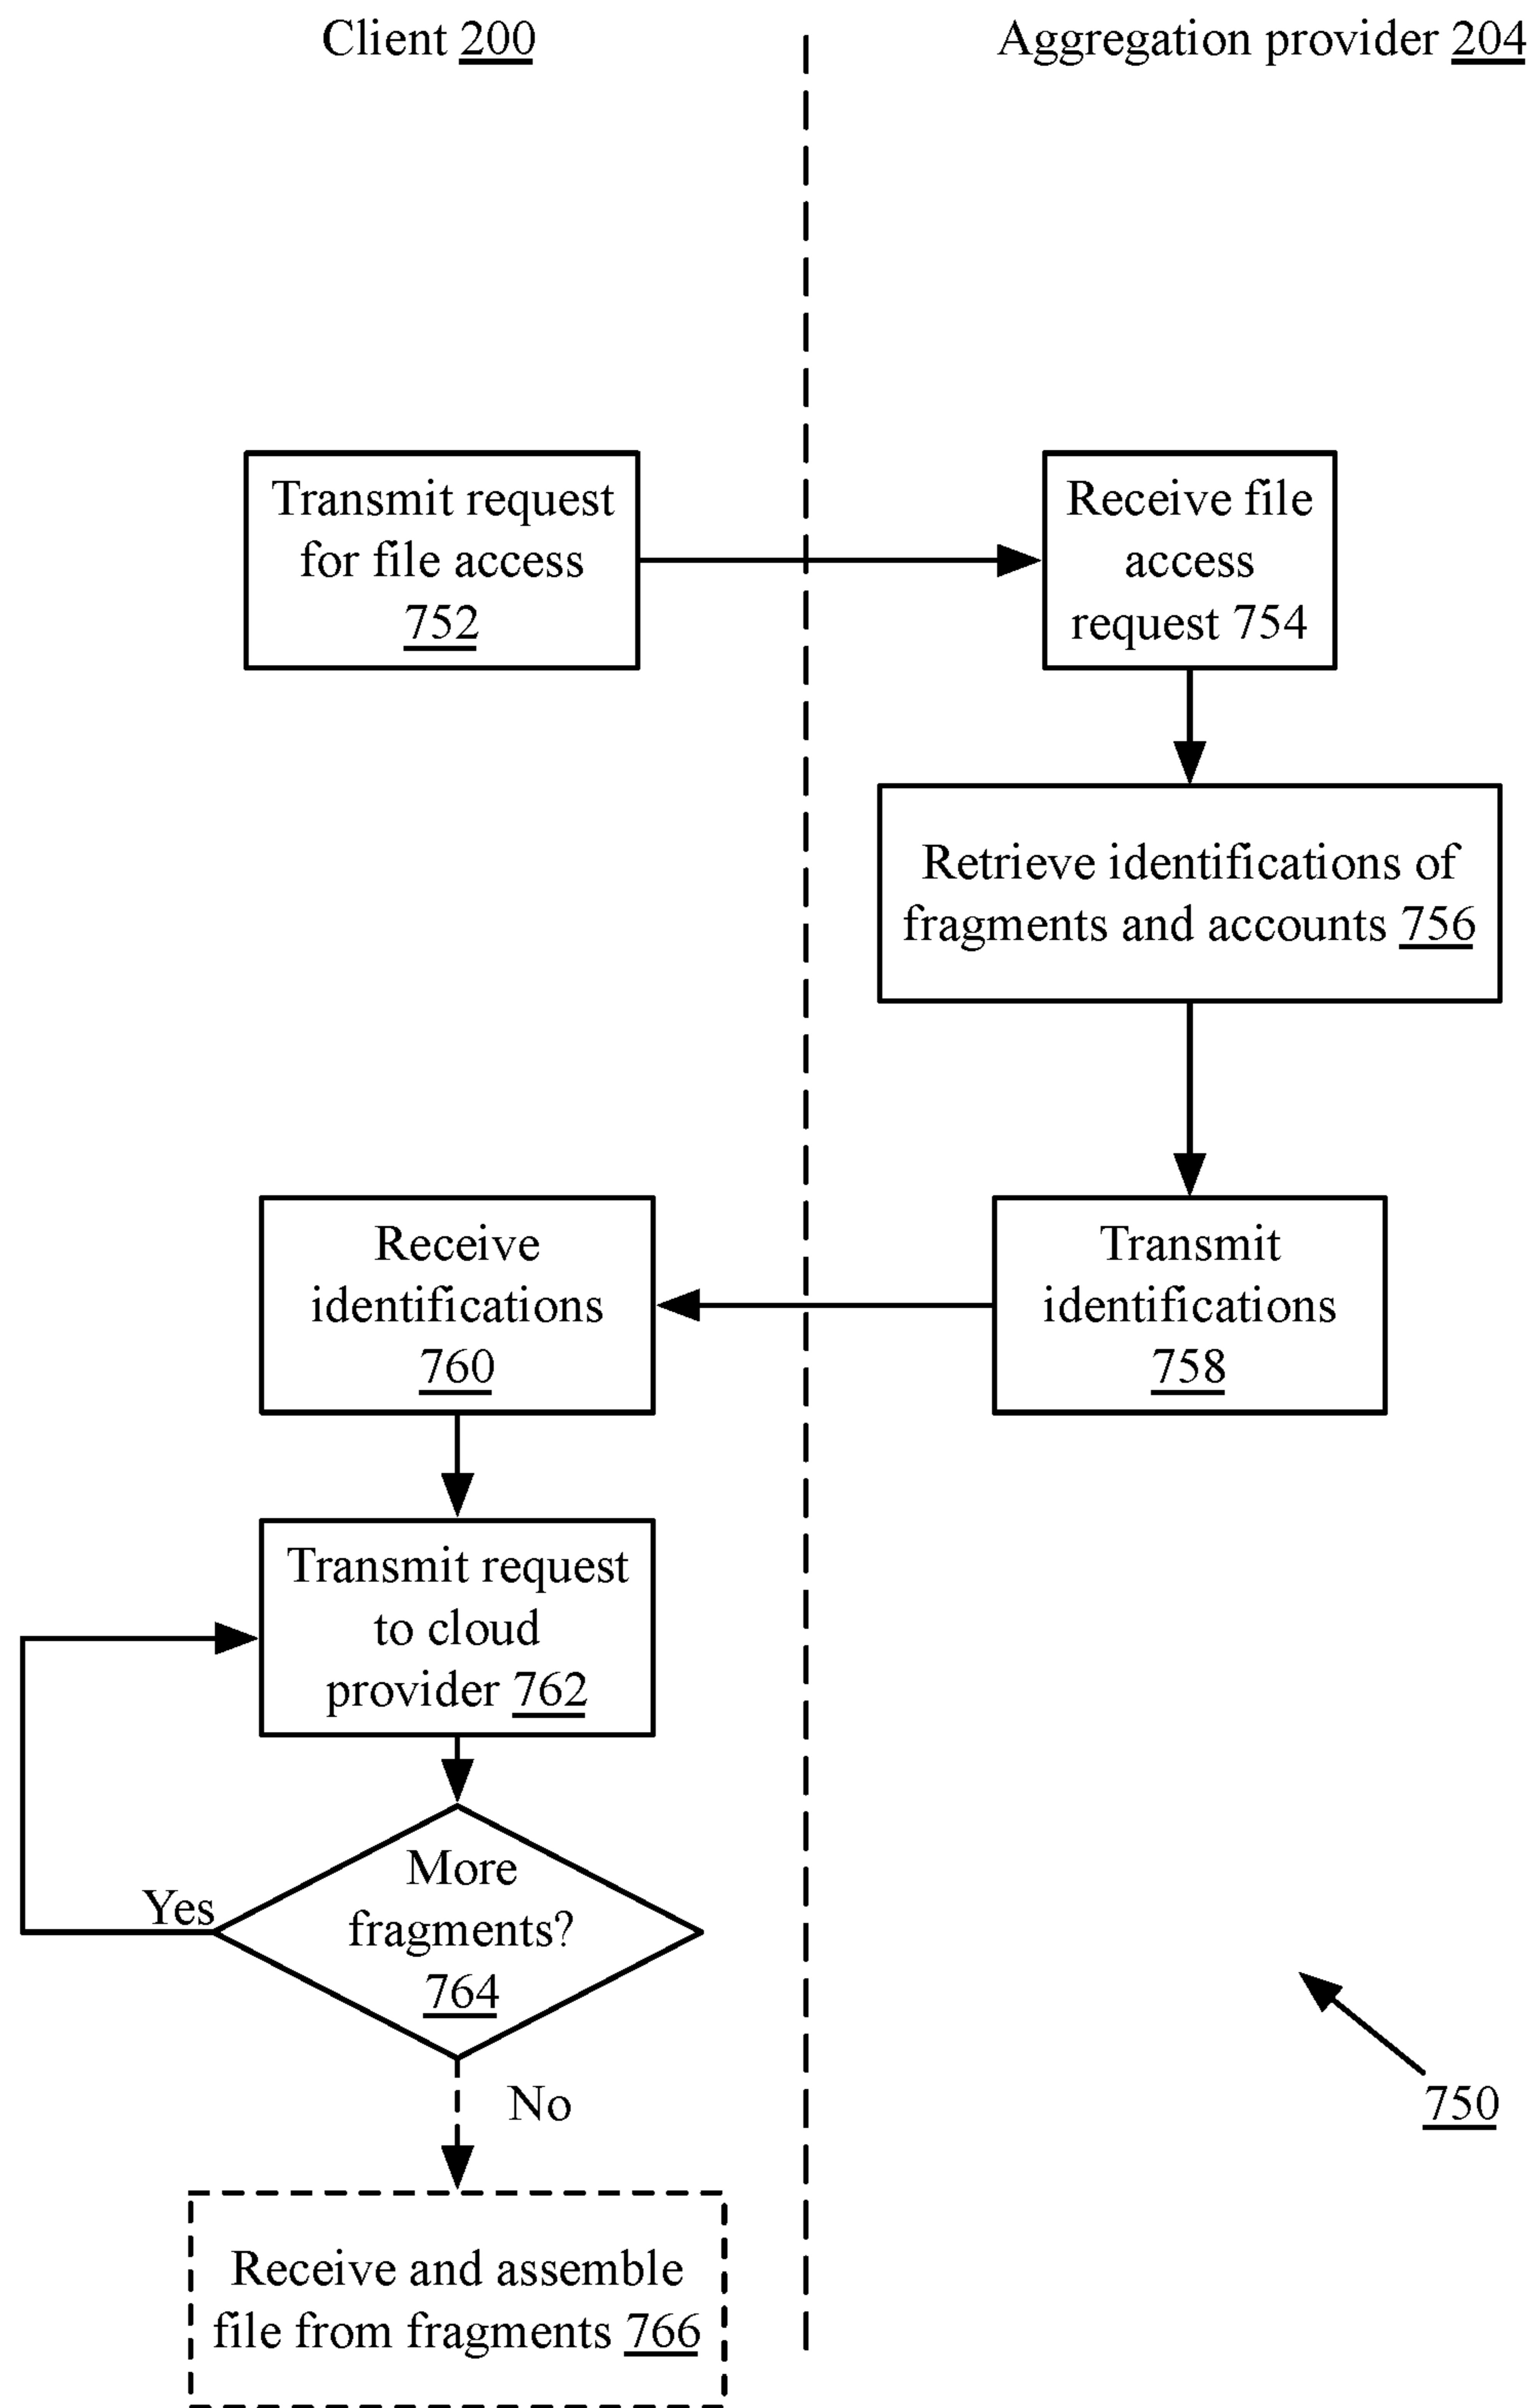 Client 200
Aggregation provider 204
Transmit request
for file access
752
Receive file
access
request 754
Retrieve identifications of
fragments and accounts 756
Transmit
identifications
758
Receive
identifications
760
Transmit request
to cloud
provider 762
More
fragments?
764
Yes
No
Receive and assemble
file from fragments 766
750